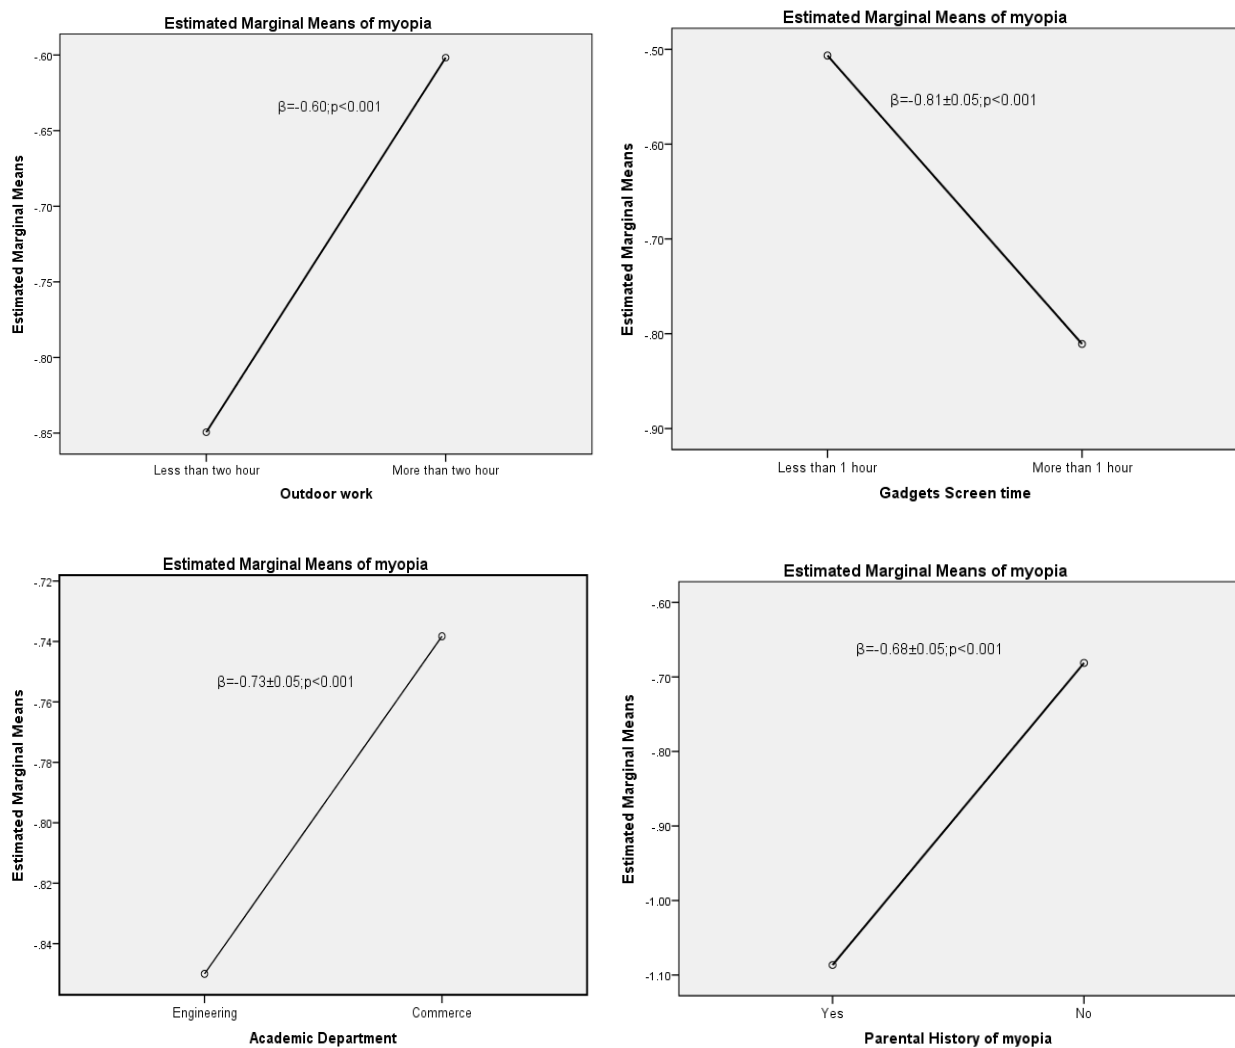 Estimated Marginal Means of myopia
Estimated Marginal Means
-.60
-.65
-.70
-.75
-.80
-.85
β=-0.60;p<0.001
Less than two hour More than two hour
Outdoor work
Estimated Marginal Means of myopia
Estimated Marginal Means
-.50
-.60
-.70
-.80
-.90
β=-0.81±0.05;p<0.001
Less than 1 hour More than 1 hour
Gadgets Screen time
Estimated Marginal Means of myopia
Estimated Marginal Means
-.72
-.74
-.76
-.78
-.80
-.82
-.84
β=-0.73±0.05;p<0.001
Engineering Commerce
Academic Department
Estimated Marginal Means of myopia
Estimated Marginal Means
-.60
-.70
-.80
-.90
-1.00
-1.10
β=-0.68±0.05;p<0.001
Yes No
Parental History of myopia